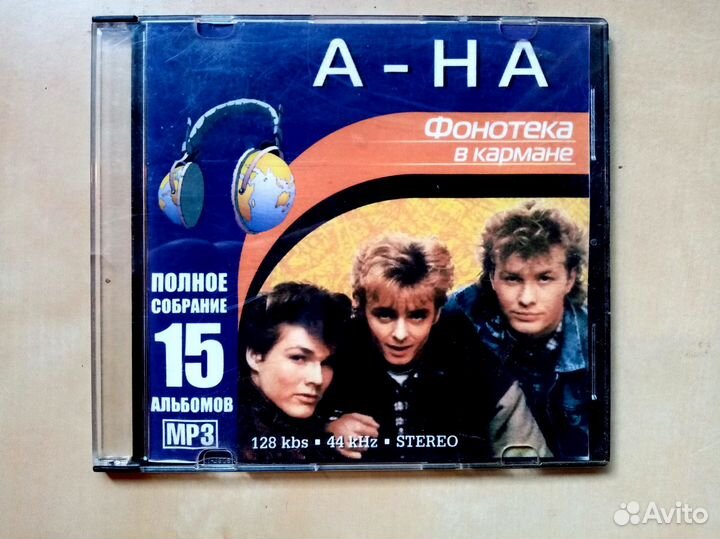 A-HA
Фонотека
в кармане
ПОЛНОЕ
СОБРАНИЕ
15
АЛЬБОМОВ
MP3
128 kbs ▪ 44 kHz ▪ STEREO
Avito